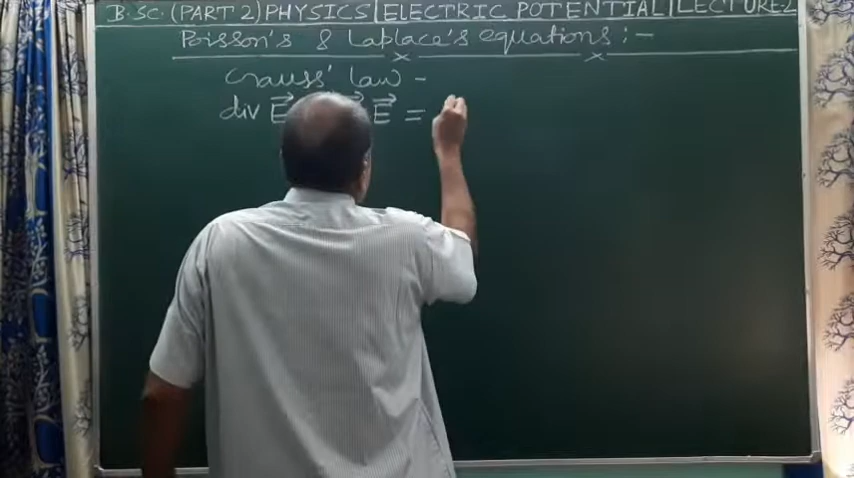 B.SC.(PART 2) PHYSICS | ELECTRIC POTENTIAL | LECTURE-2
Poisson's & Laplace's equations :-
Gauss' law -
div E⃗ E⃗ =